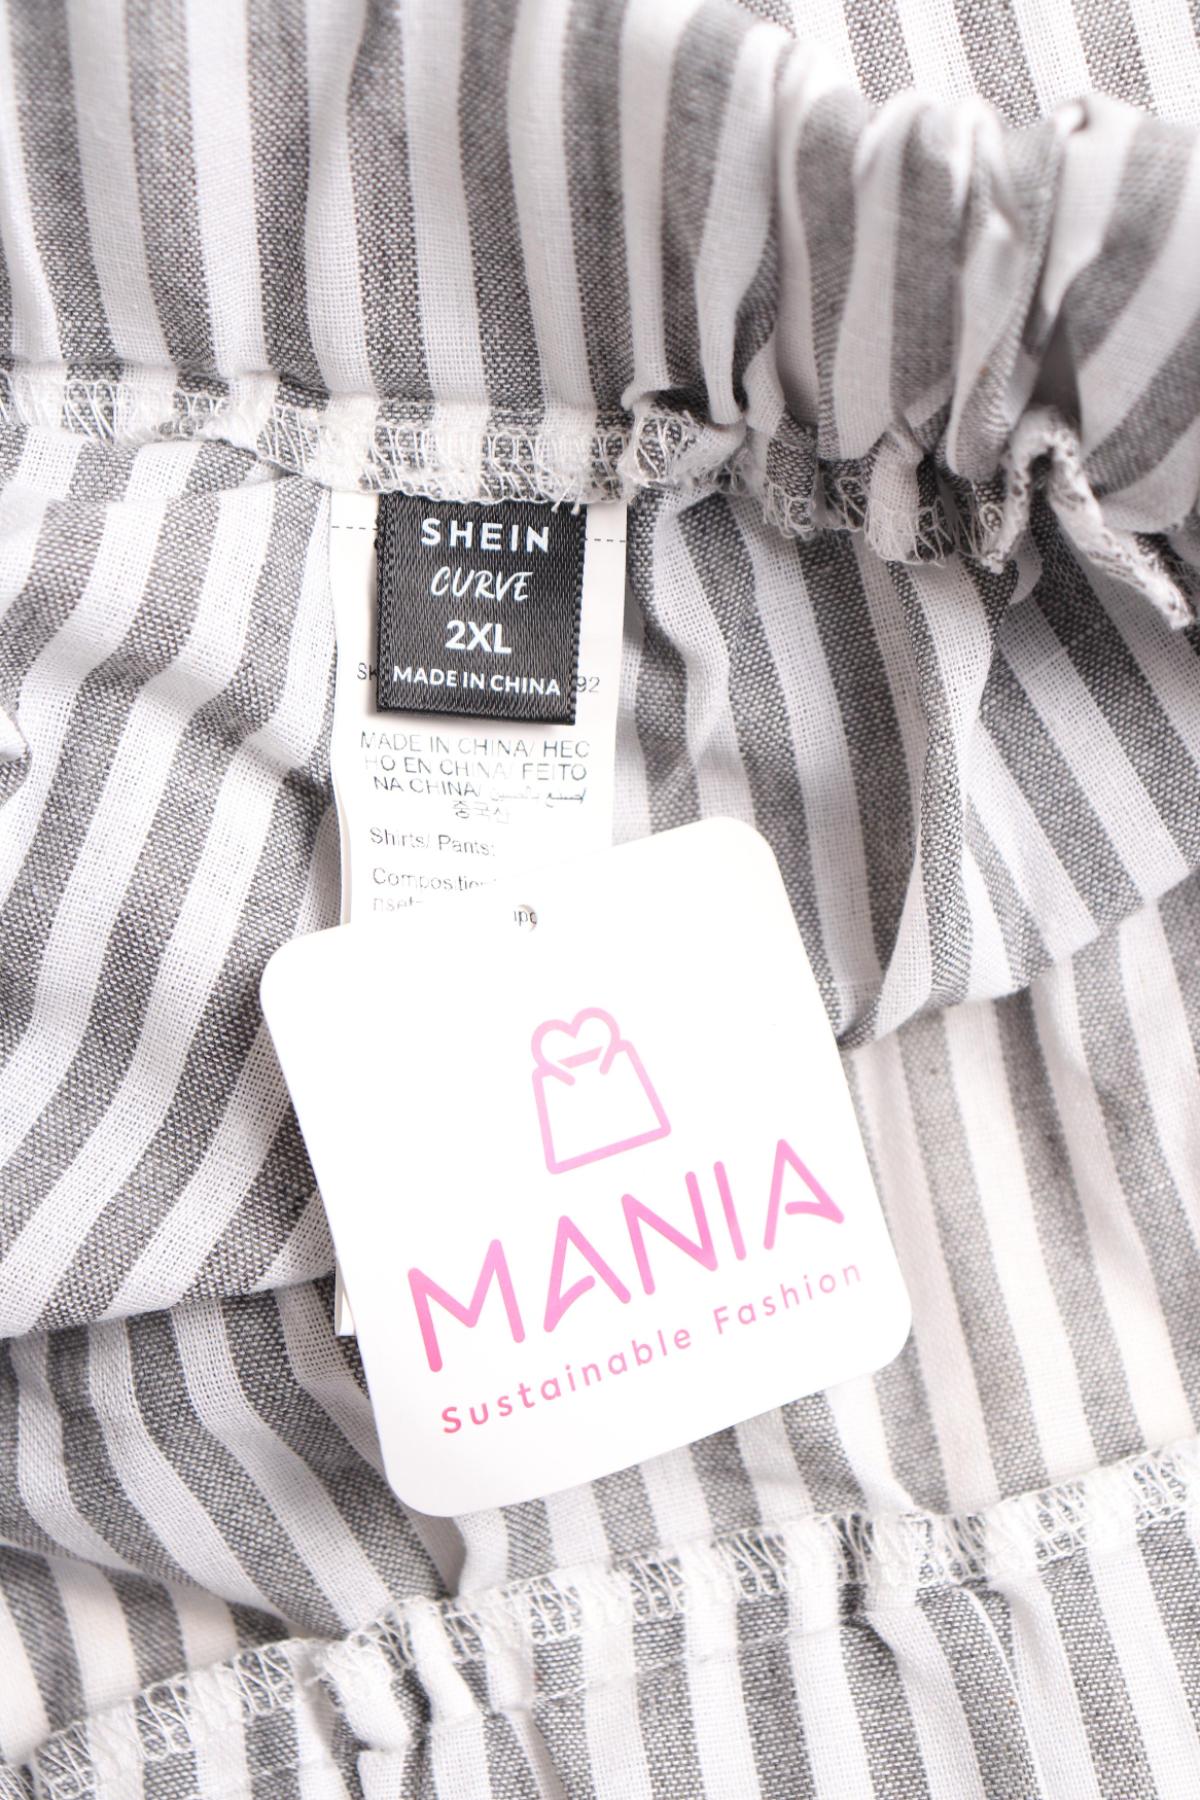 SHEIN
CURVE
2XL
MADE IN CHINA
92
MADE IN CHINA/ HEC
HO EN CHINA/ FEITO
NA CHINA/
중국산
Shirts/ Pants:
MANIA
Sustainable Fashion